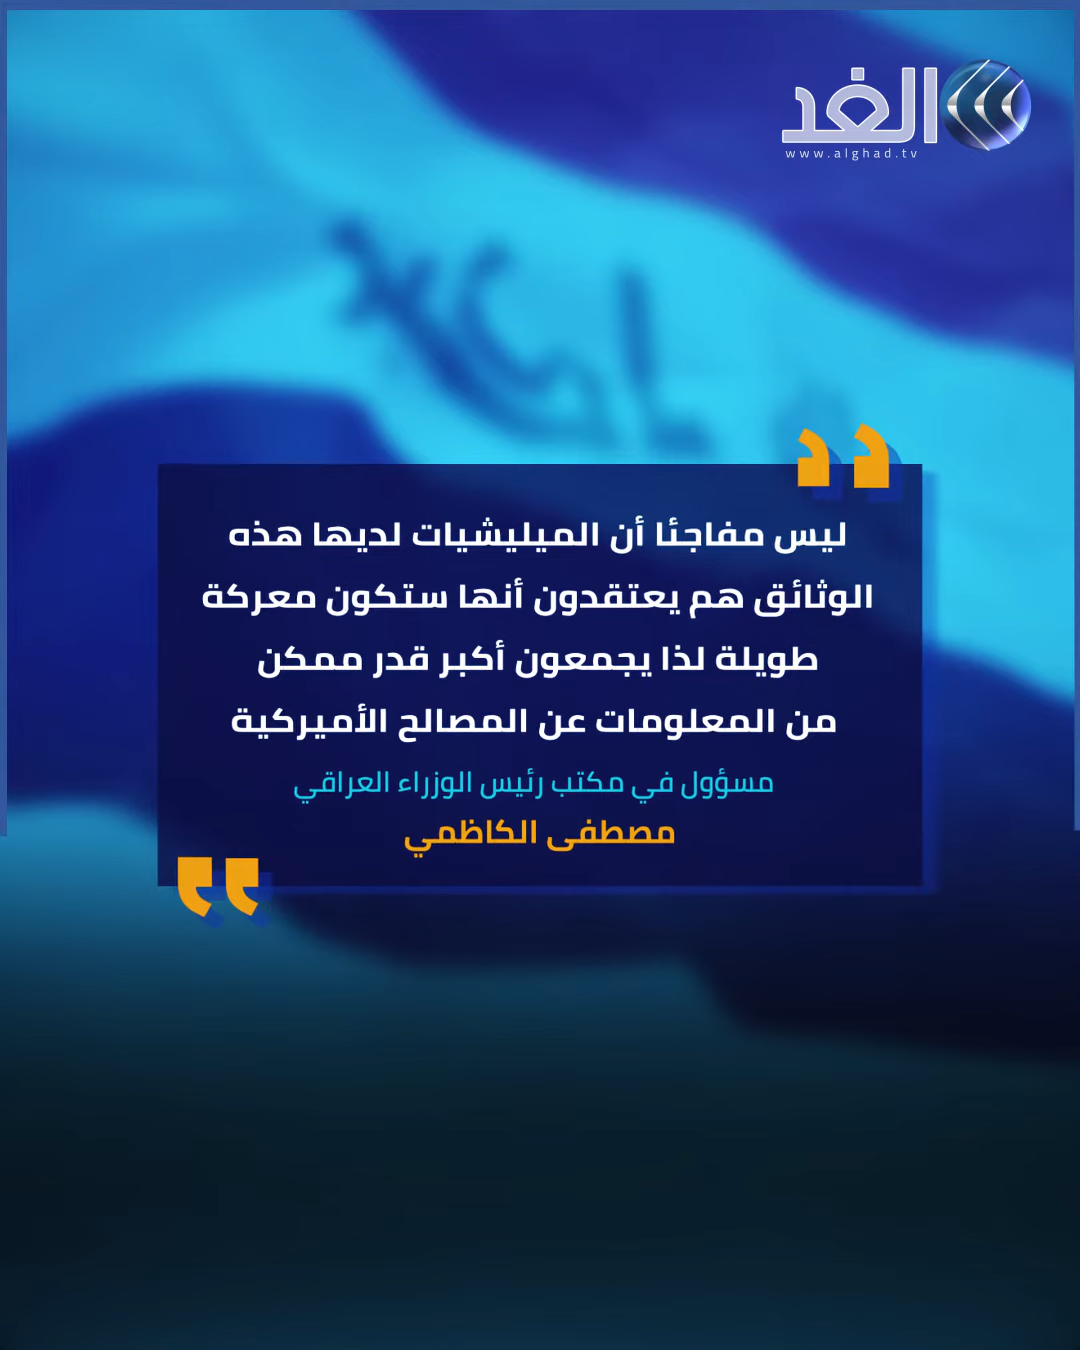 الغد
www.alghad.tv
ليس مفاجئا أن الميليشيات لديها هذه
الوثائق هم يعتقدون أنها ستكون معركة
طويلة لذا يجمعون أكبر قدر ممكن
من المعلومات عن المصالح الأميركية
مسؤول في مكتب رئيس الوزراء العراقي
مصطفى الكاظمي